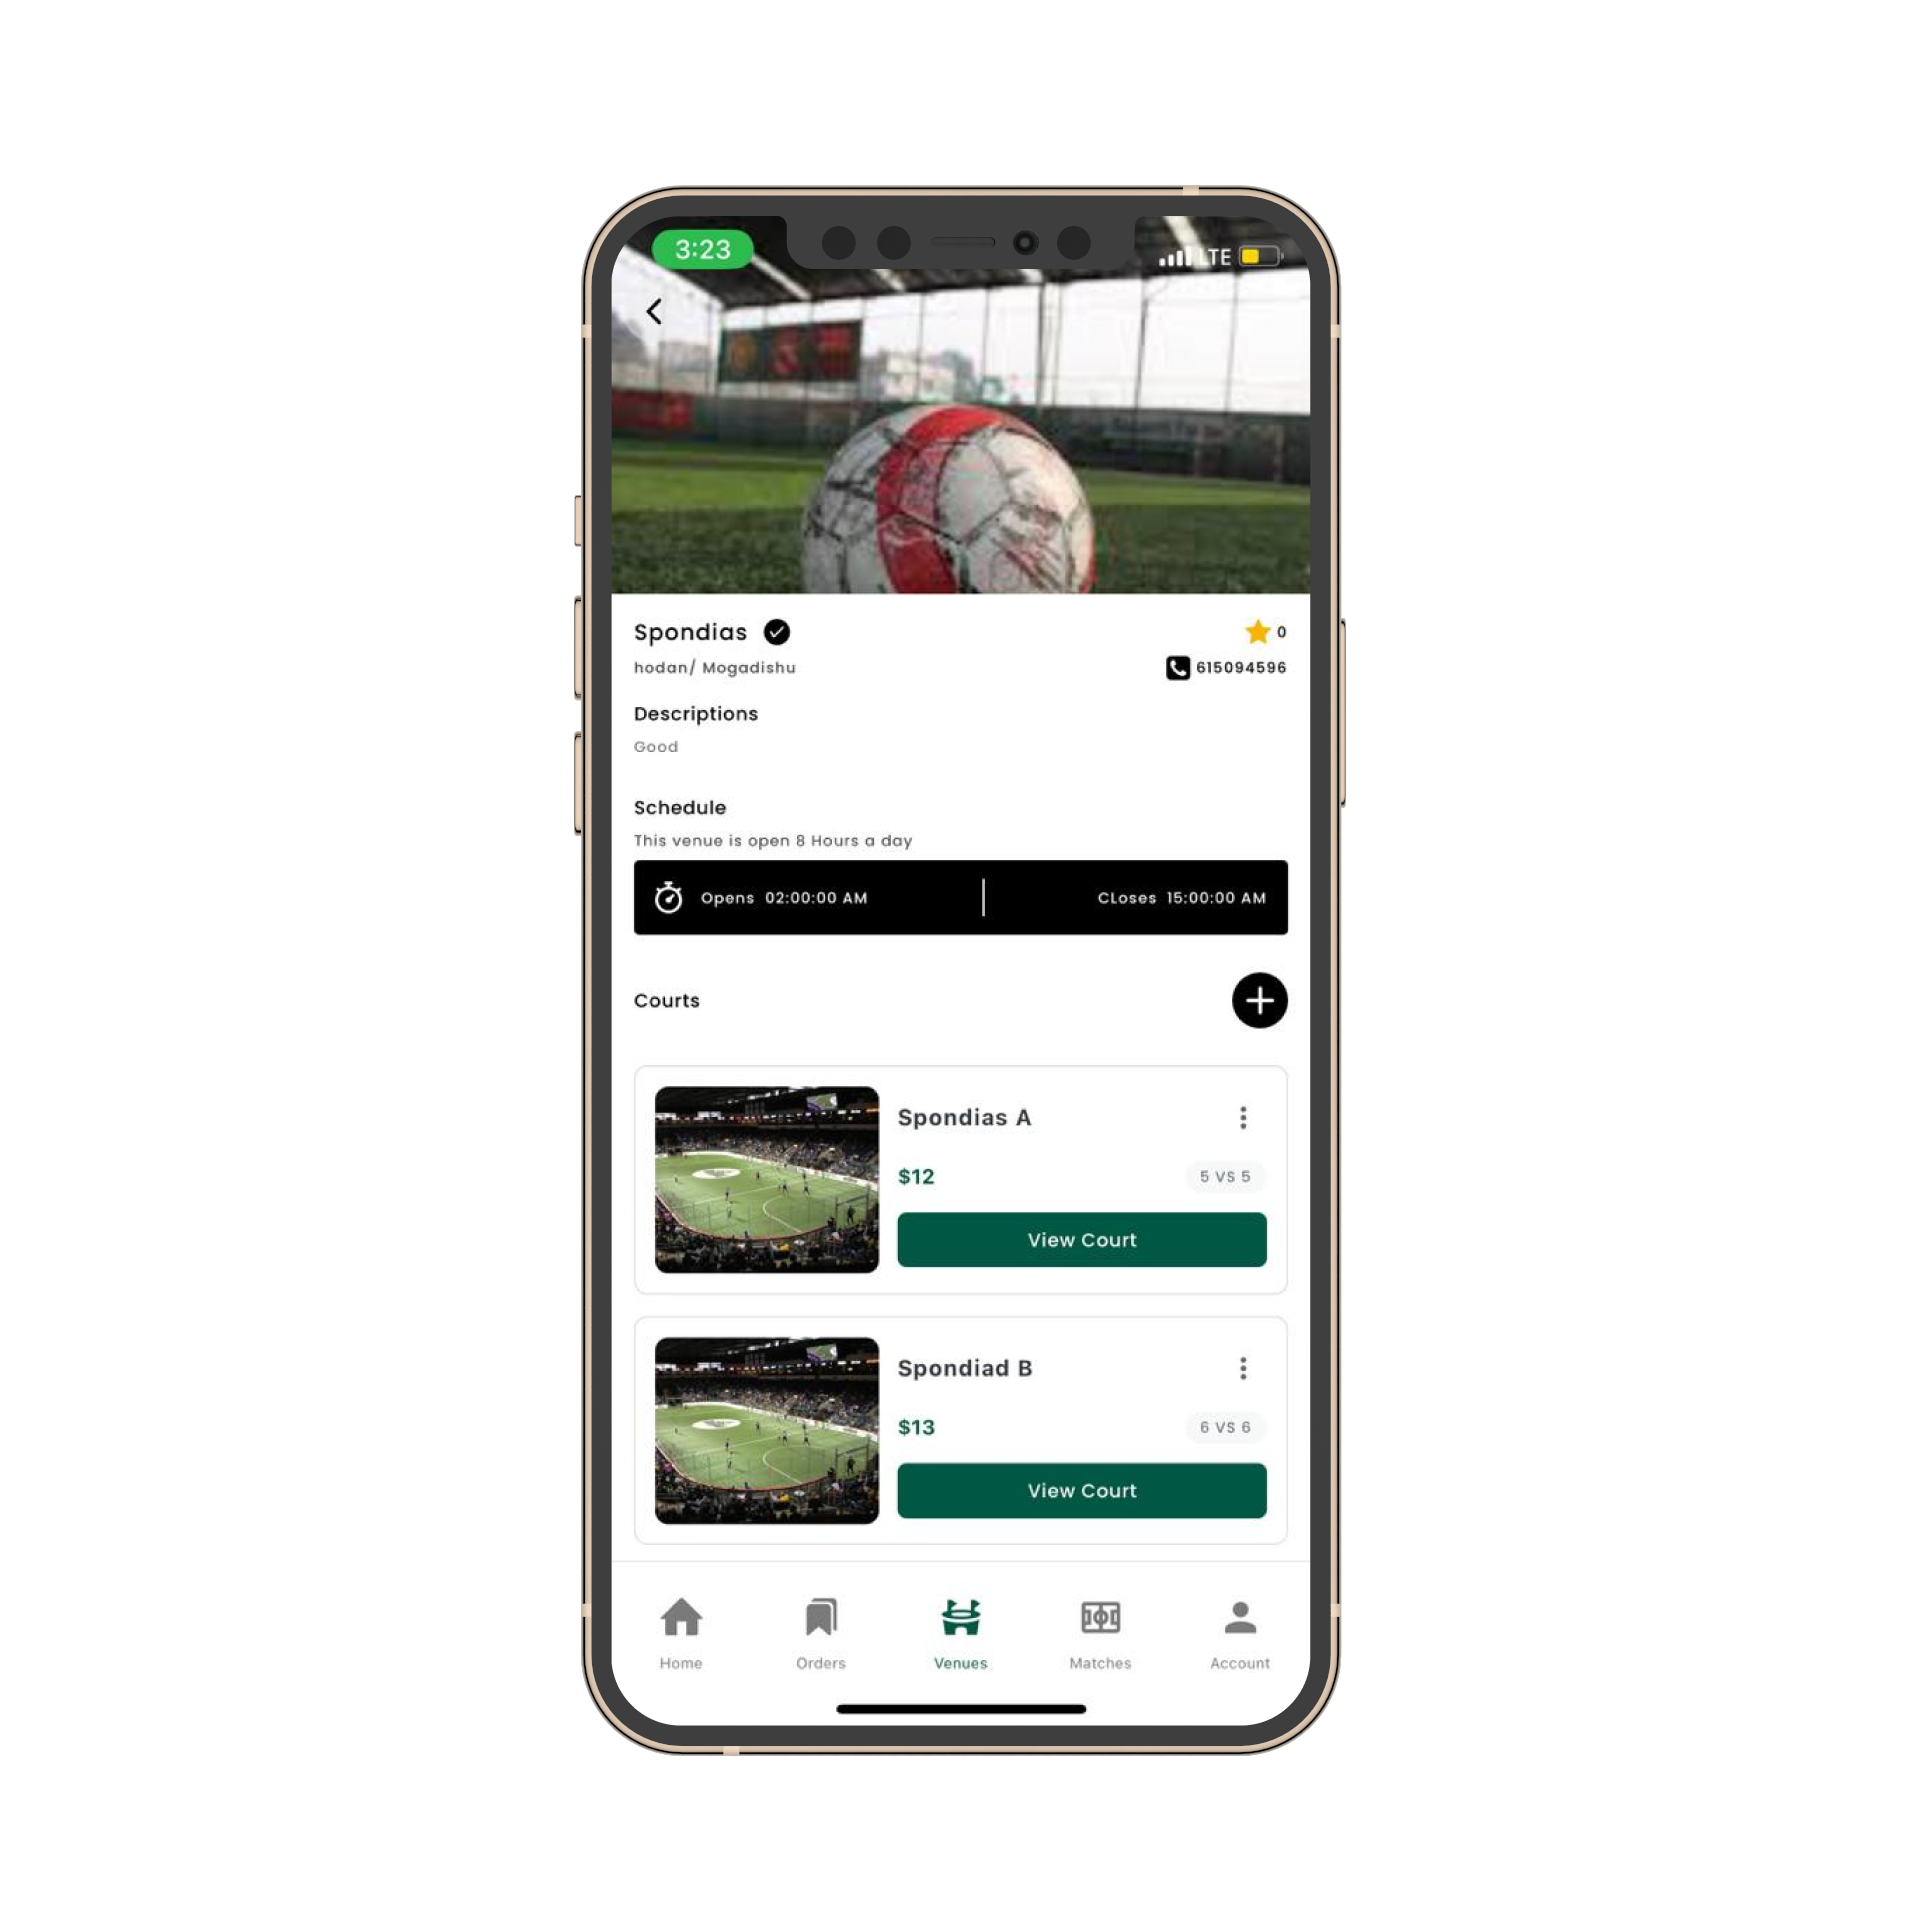 3:23
LTE
Spondias
0
hodan/ Mogadishu
615094596
Descriptions
Good
Schedule
This venue is open 8 Hours a day
Opens 02:00:00 AM
CLoses 15:00:00 AM
Courts
Spondias A
$12
5 VS 5
View Court
Spondiad B
$13
6 VS 6
View Court
Home
Orders
Venues
Matches
Account